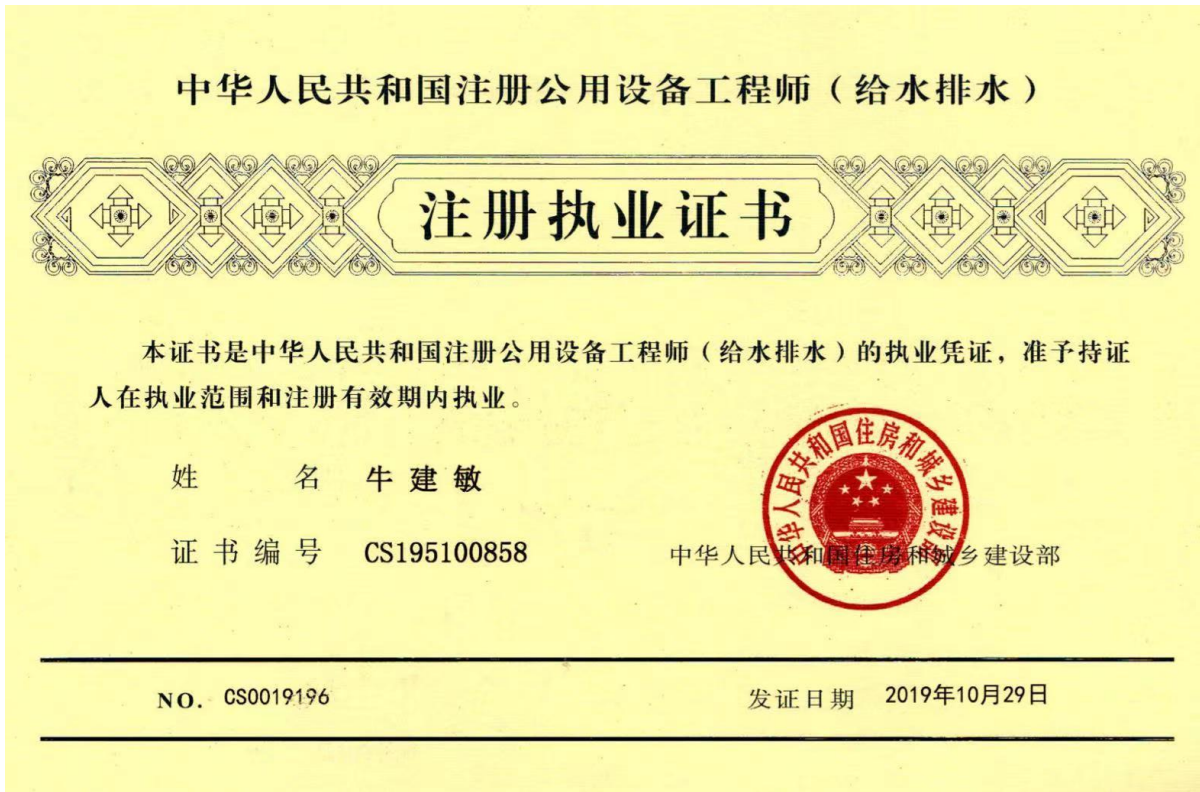 中华人民共和国注册公用设备工程师（给水排水）
注册执业证书
本证书是中华人民共和国注册公用设备工程师（给水排水）的执业凭证，准予持证
人在执业范围和注册有效期内执业。
姓 名 牛建敏
证书编号 CS195100858
中华人民共和国住房和城乡建设部
中华人民共和国住房和城乡建设部
NO. CS0019196 发证日期 2019年10月29日